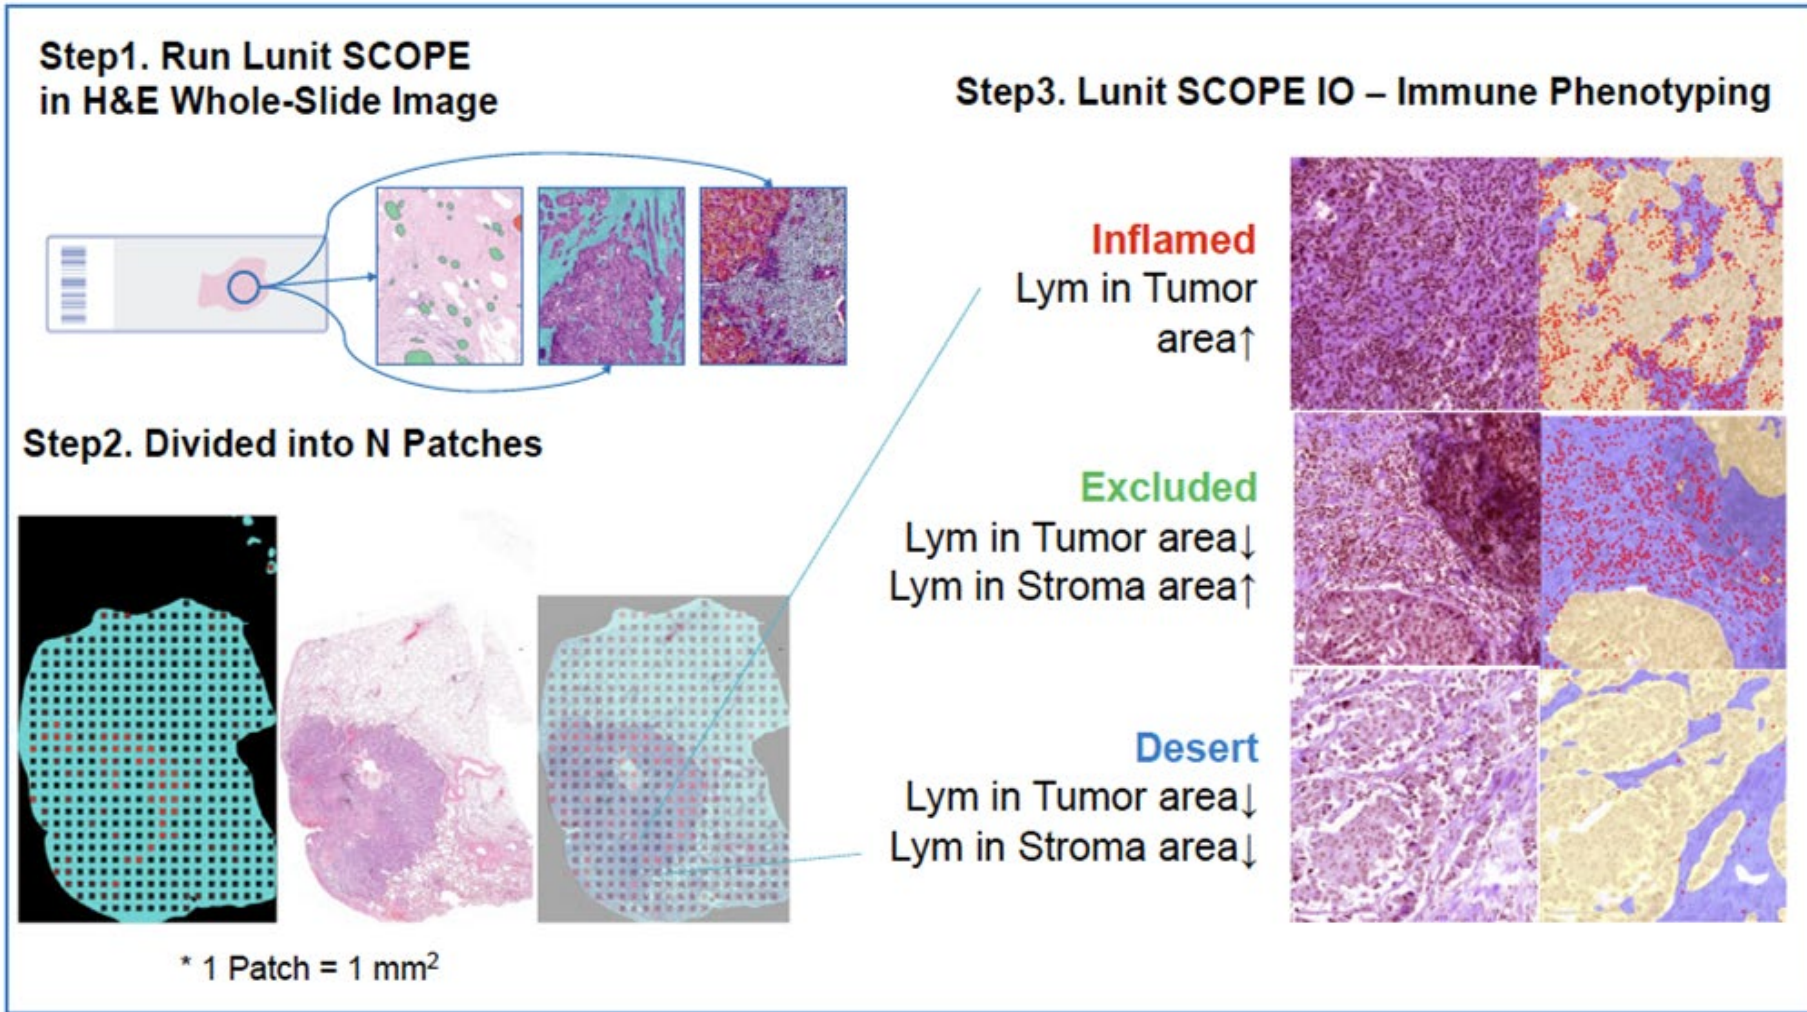 Step1. Run Lunit SCOPE
in H&E Whole-Slide Image
Step2. Divided into N Patches
* 1 Patch = 1 mm²
Step3. Lunit SCOPE IO – Immune Phenotyping
Inflamed
Lym in Tumor
area↑
Excluded
Lym in Tumor area↓
Lym in Stroma area↑
Desert
Lym in Tumor area↓
Lym in Stroma area↓